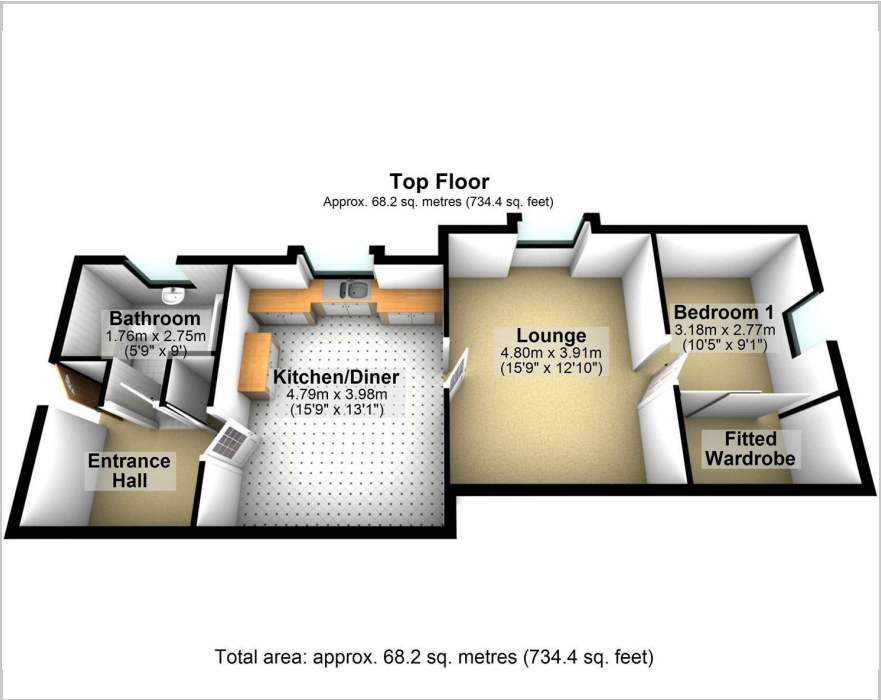 Top Floor
Approx. 68.2 sq. metres (734.4 sq. feet)
Bathroom
1.76m x 2.75m
(5'9" x 9')
Kitchen/Diner
4.79m x 3.98m
(15'9" x 13'1")
Lounge
4.80m x 3.91m
(15'9" x 12'10")
Bedroom 1
3.18m x 2.77m
(10'5" x 9'1")
Entrance
Hall
Fitted
Wardrobe
Total area: approx. 68.2 sq. metres (734.4 sq. feet)